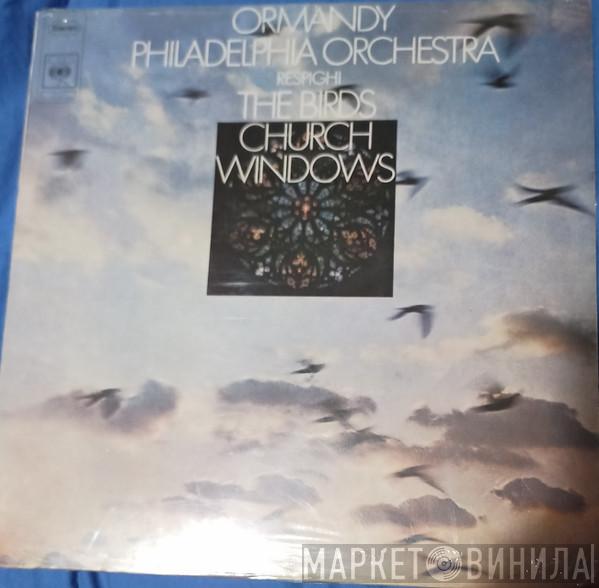 ORMANDY
PHILADELPHIA ORCHESTRA
RESPIGHI
THE BIRDS
CHURCH
WINDOWS
МАРКЕТ ВИНИЛА